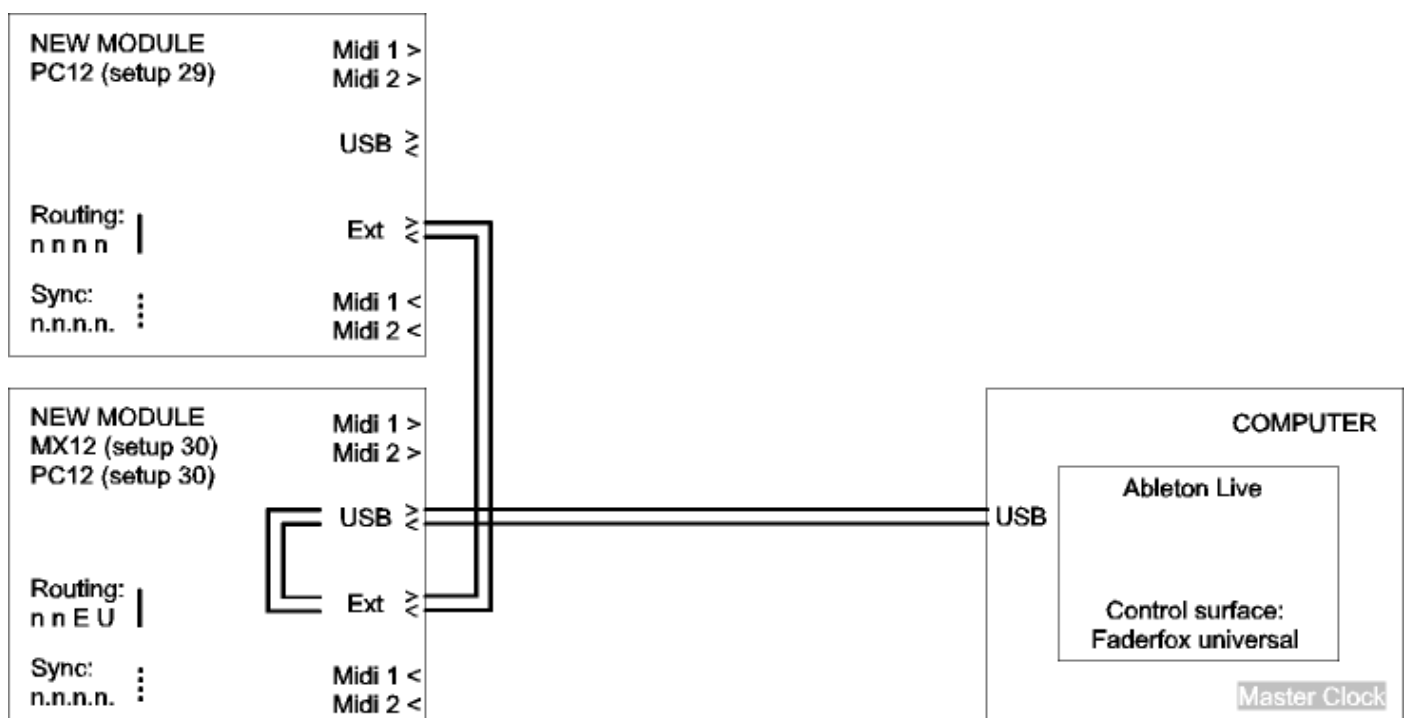 NEW MODULE
PC12 (setup 29)
Midi 1 >
Midi 2 >
USB ><
Routing:
n n n n
Ext ><
Sync:
n.n.n.n.
Midi 1 <
Midi 2 <
NEW MODULE
MX12 (setup 30)
PC12 (setup 30)
Midi 1 >
Midi 2 >
USB ><
Routing:
n n E U
Ext ><
Sync:
n.n.n.n.
Midi 1 <
Midi 2 <
COMPUTER
Ableton Live
USB
Control surface:
Faderfox universal
Master Clock